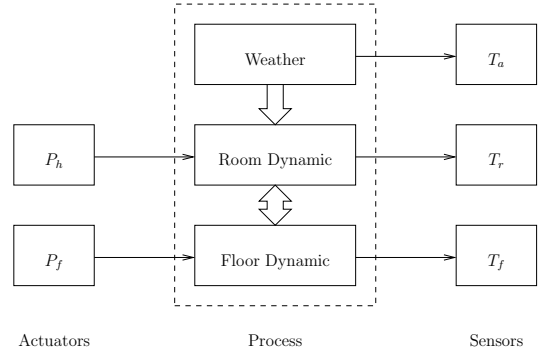 Weather
T_a
P_h
Room Dynamic
T_r
P_f
Floor Dynamic
T_f
Actuators
Process
Sensors